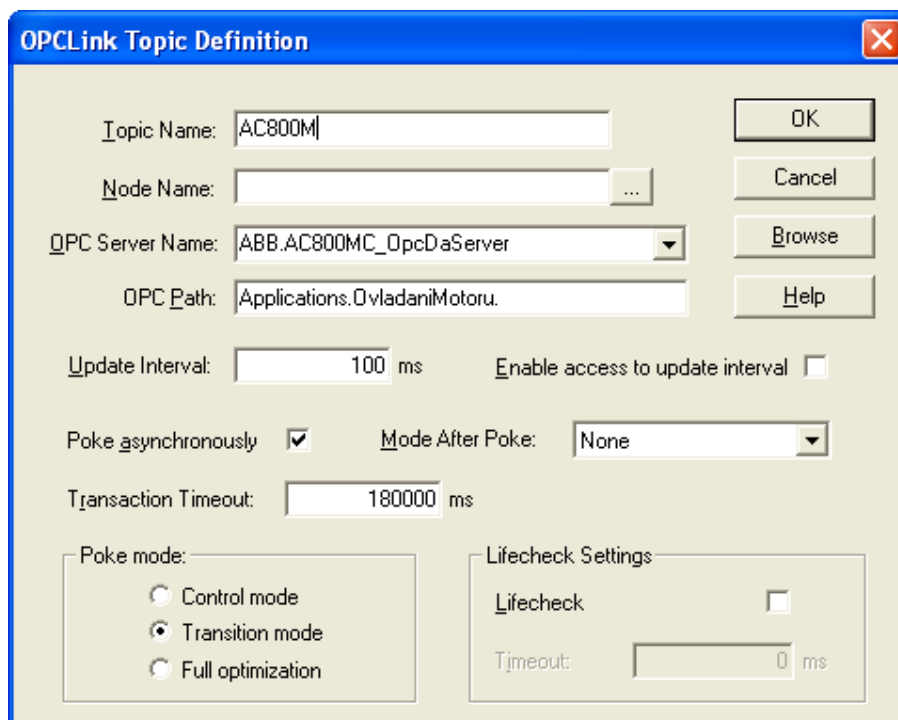 OPCLink Topic Definition
Topic Name: AC800M OK
Node Name: ... Cancel
OPC Server Name: ABB.AC800MC_OpcDaServer Browse
OPC Path: Applications.OvladaniMotoru. Help
Update Interval: 100 ms Enable access to update interval
Poke asynchronously Mode After Poke: None
Transaction Timeout: 180000 ms
Poke mode: Lifecheck Settings
Control mode Lifecheck
Transition mode
Full optimization Timeout: 0 ms